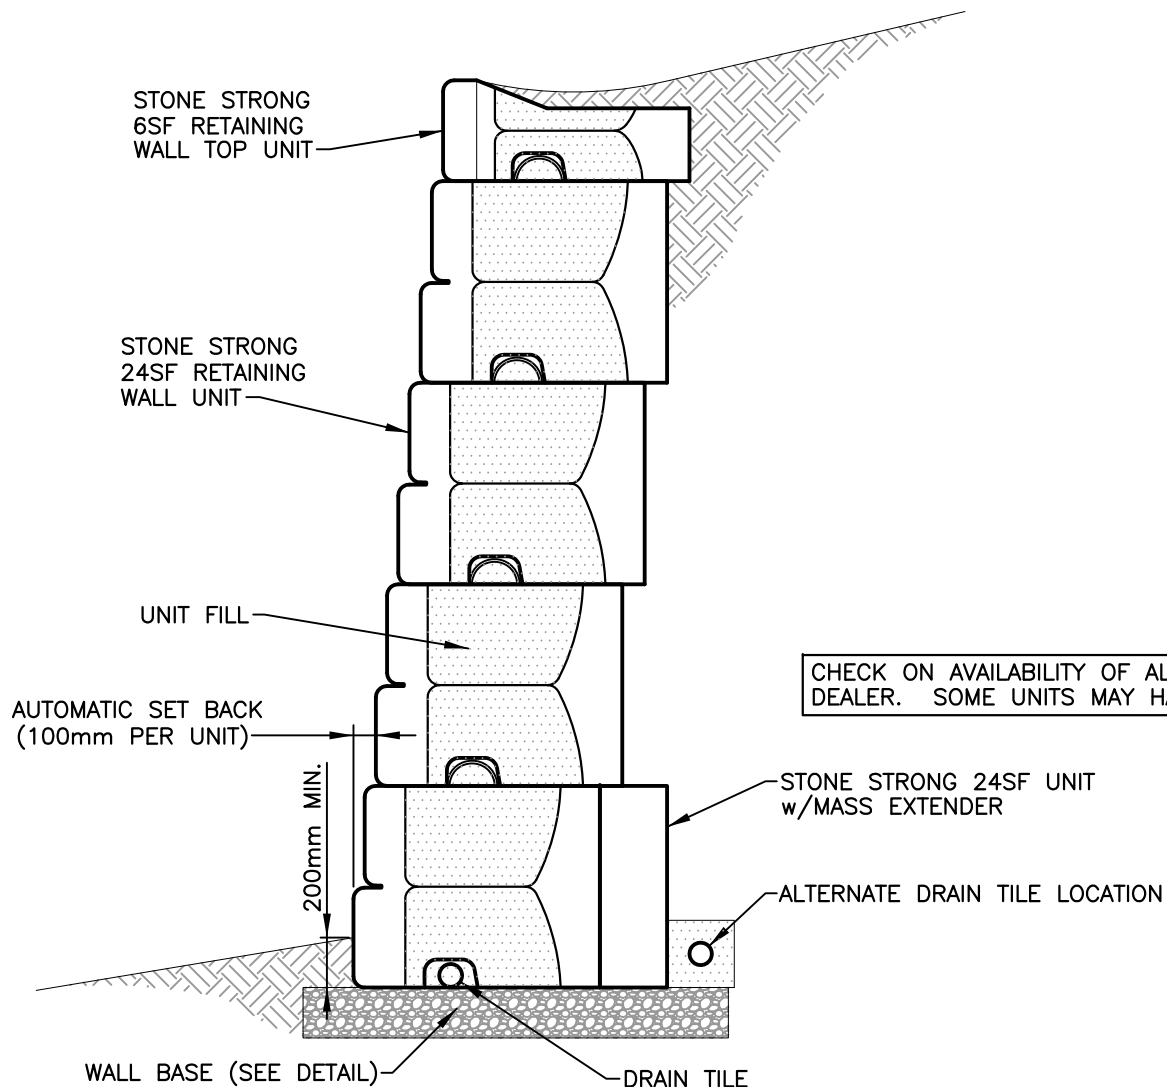 STONE STRONG
6SF RETAINING
WALL TOP UNIT
STONE STRONG
24SF RETAINING
WALL UNIT
UNIT FILL
CHECK ON AVAILABILITY OF
DEALER. SOME UNITS MAY
AUTOMATIC SET BACK
(100mm PER UNIT)
200mm MIN.
STONE STRONG 24SF UNIT
w/MASS EXTENDER
ALTERNATE DRAIN TILE LOCATION
WALL BASE (SEE DETAIL)
DRAIN TILE